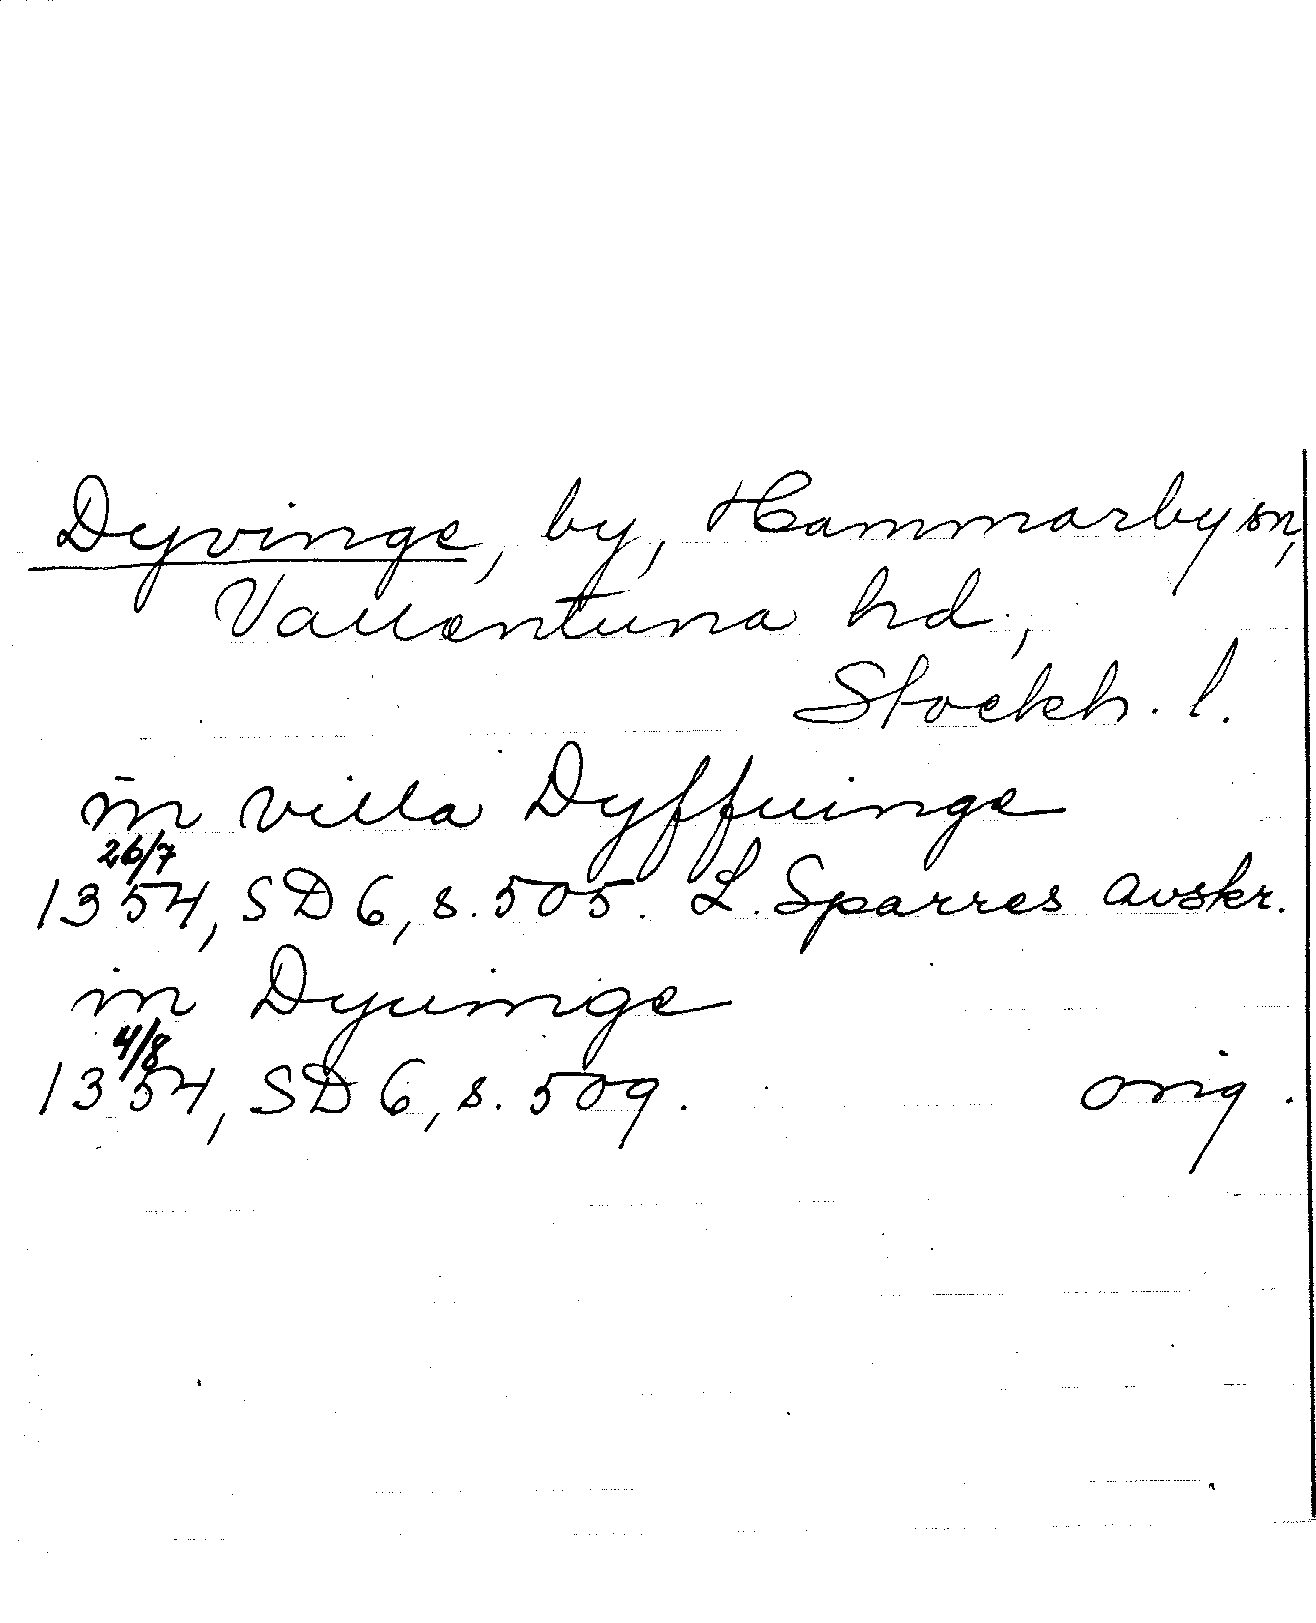 Dyvinge, by, Hammarby sn,
Vallentuna hd.,
Stockh. l.
in villa Dyffuinge
26/7
1354, SD 6, s. 505. L. Sparres avskr.
in Dyuinge
4/8
1354, SD 6, s. 509. orig.